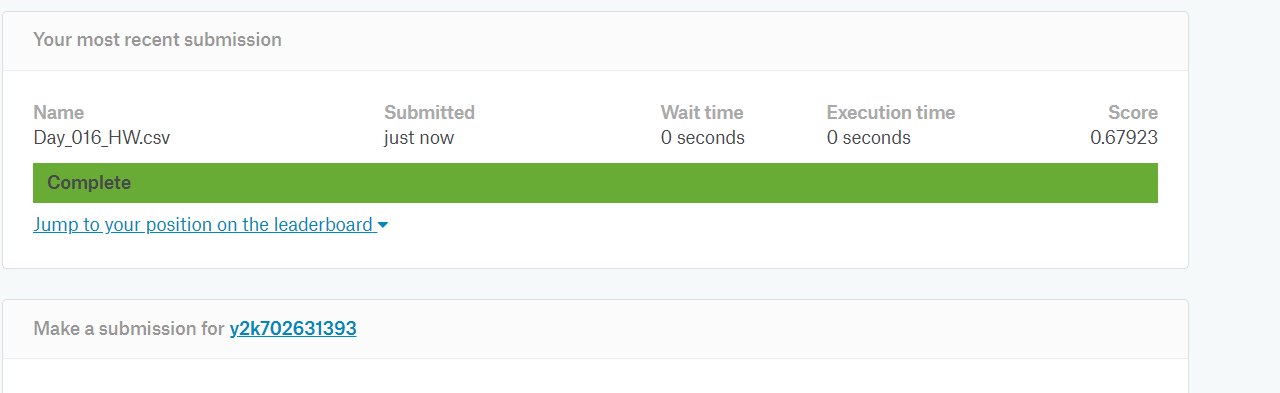 Your most recent submission
Name Submitted Wait time Execution time Score
Day_016_HW.csv just now 0 seconds 0 seconds 0.67923
Complete
Jump to your position on the leaderboard
Make a submission for y2k702631393